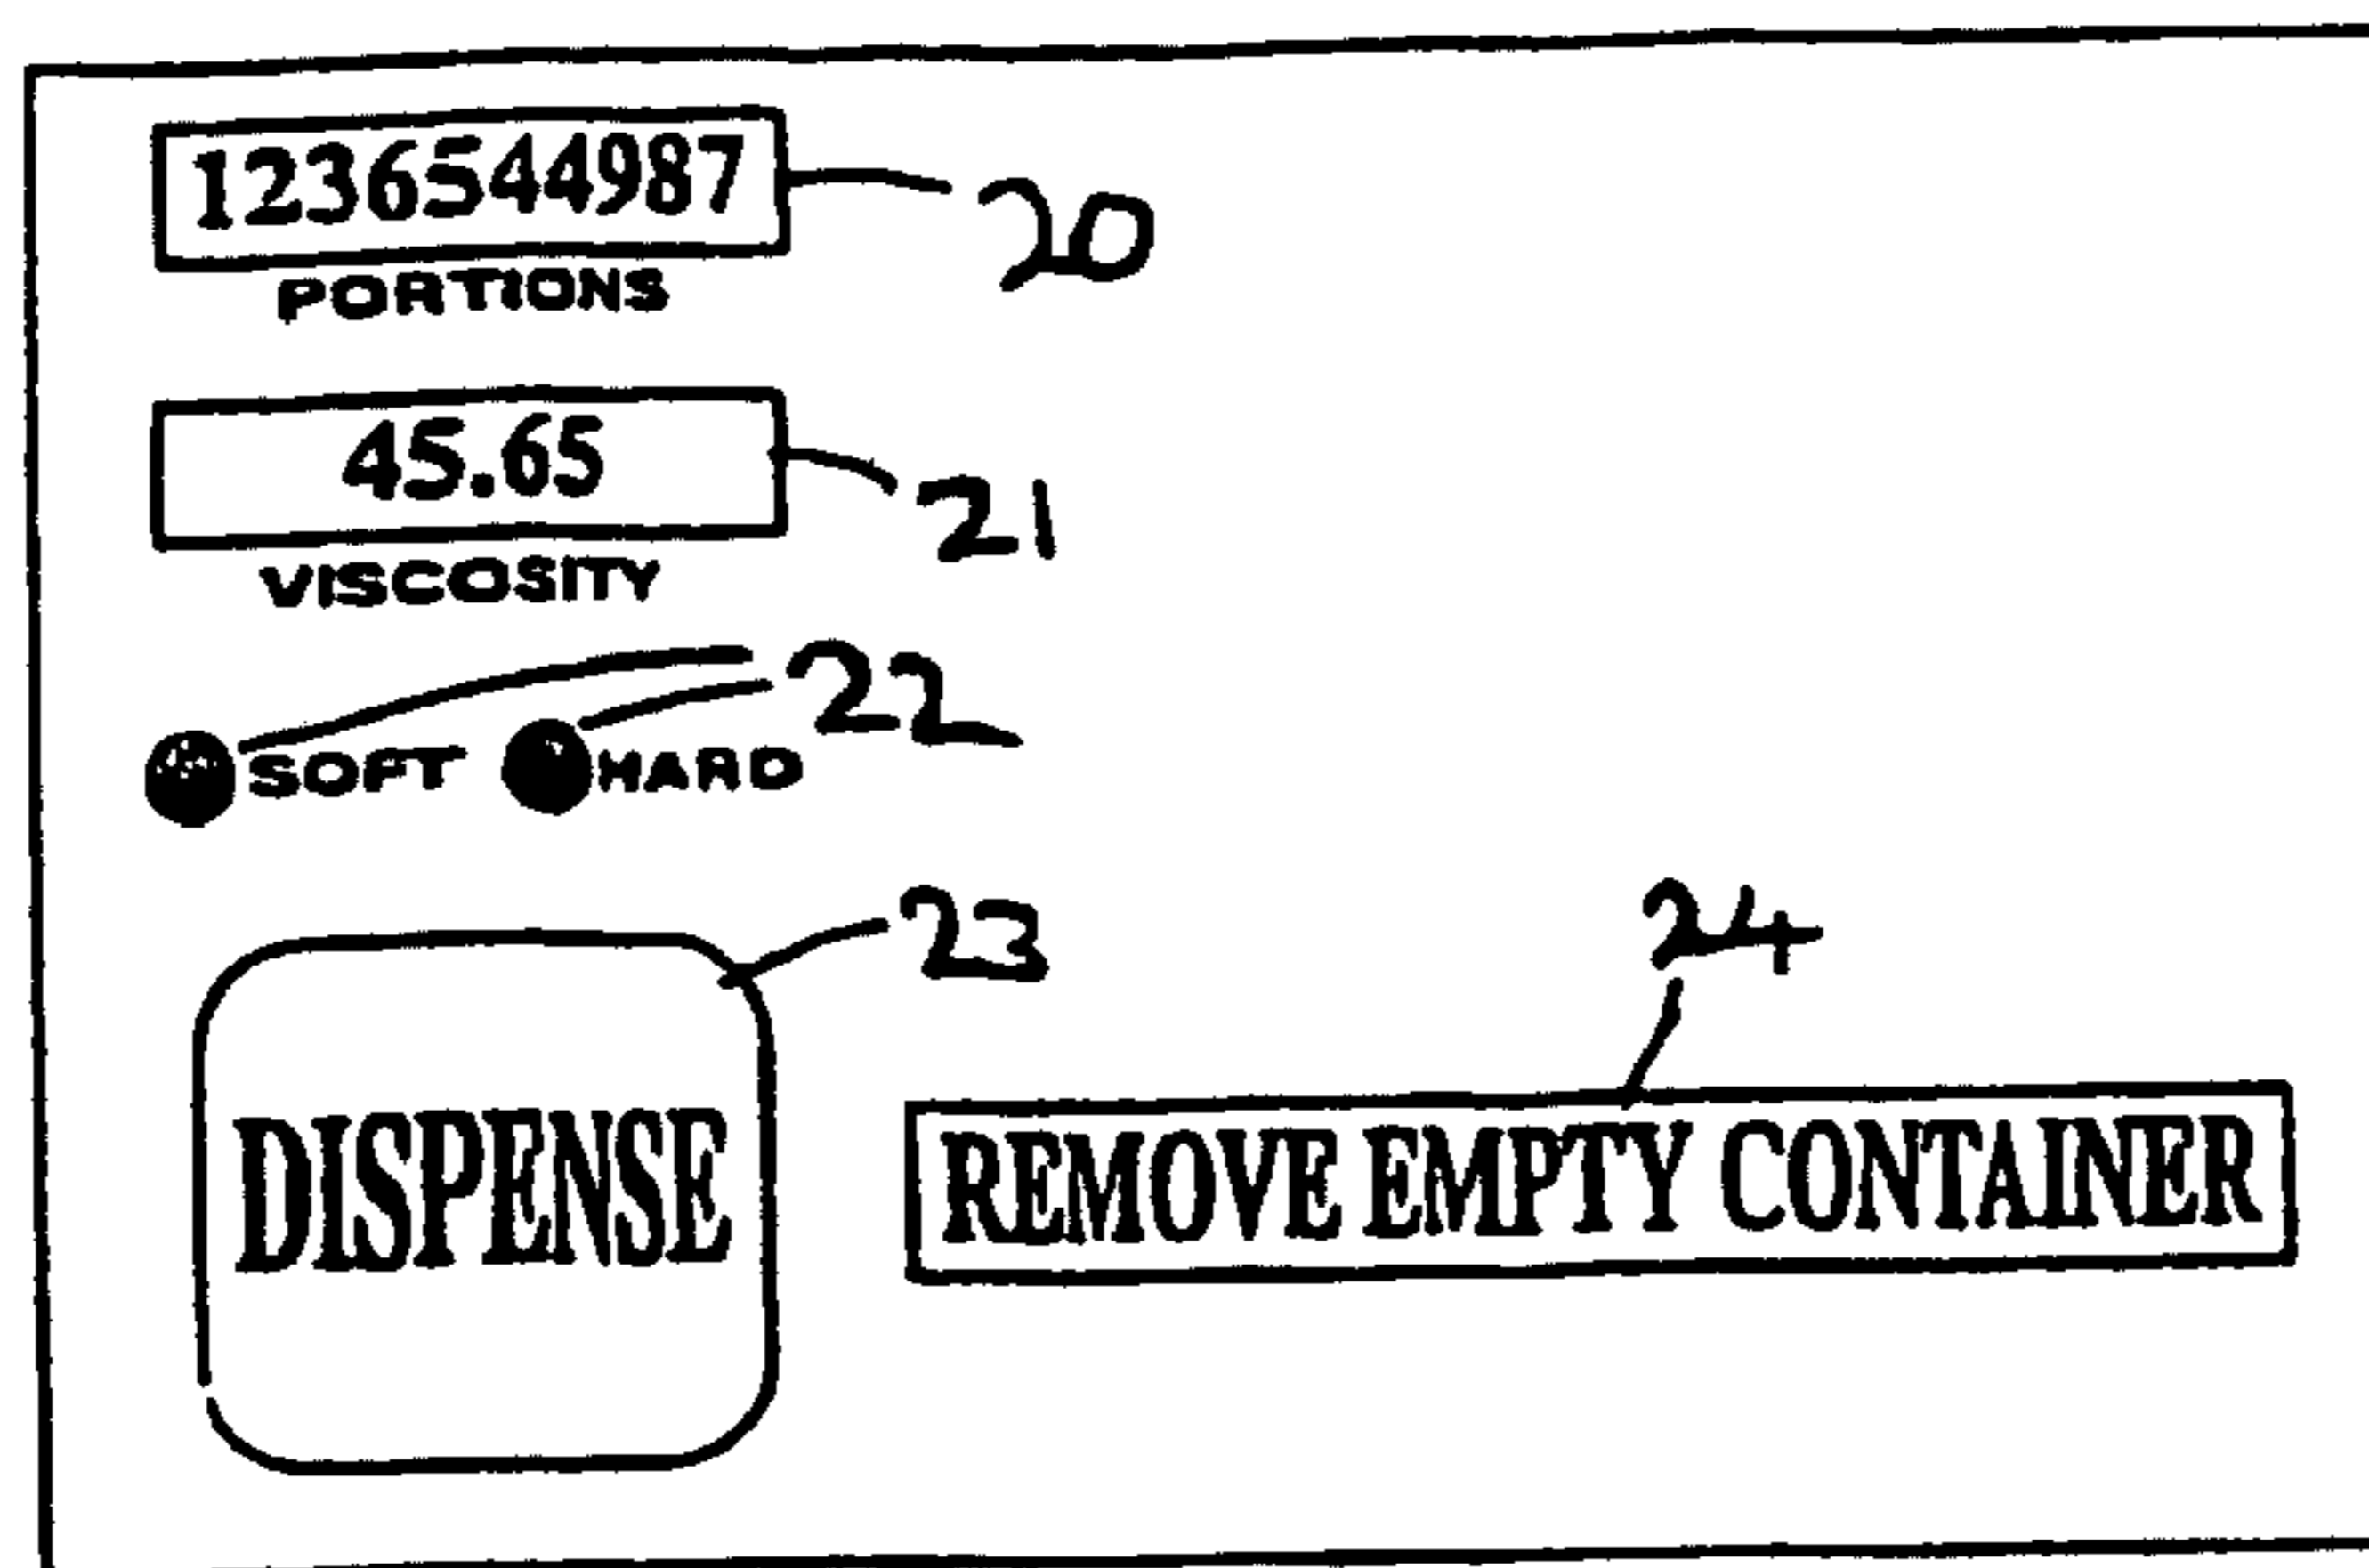 1236544987 20
PORTIONS
45.65 21
VISCOSITY
22
SOFT HARD
23 24
DISPENSE REMOVE EMPTY CONTAINER